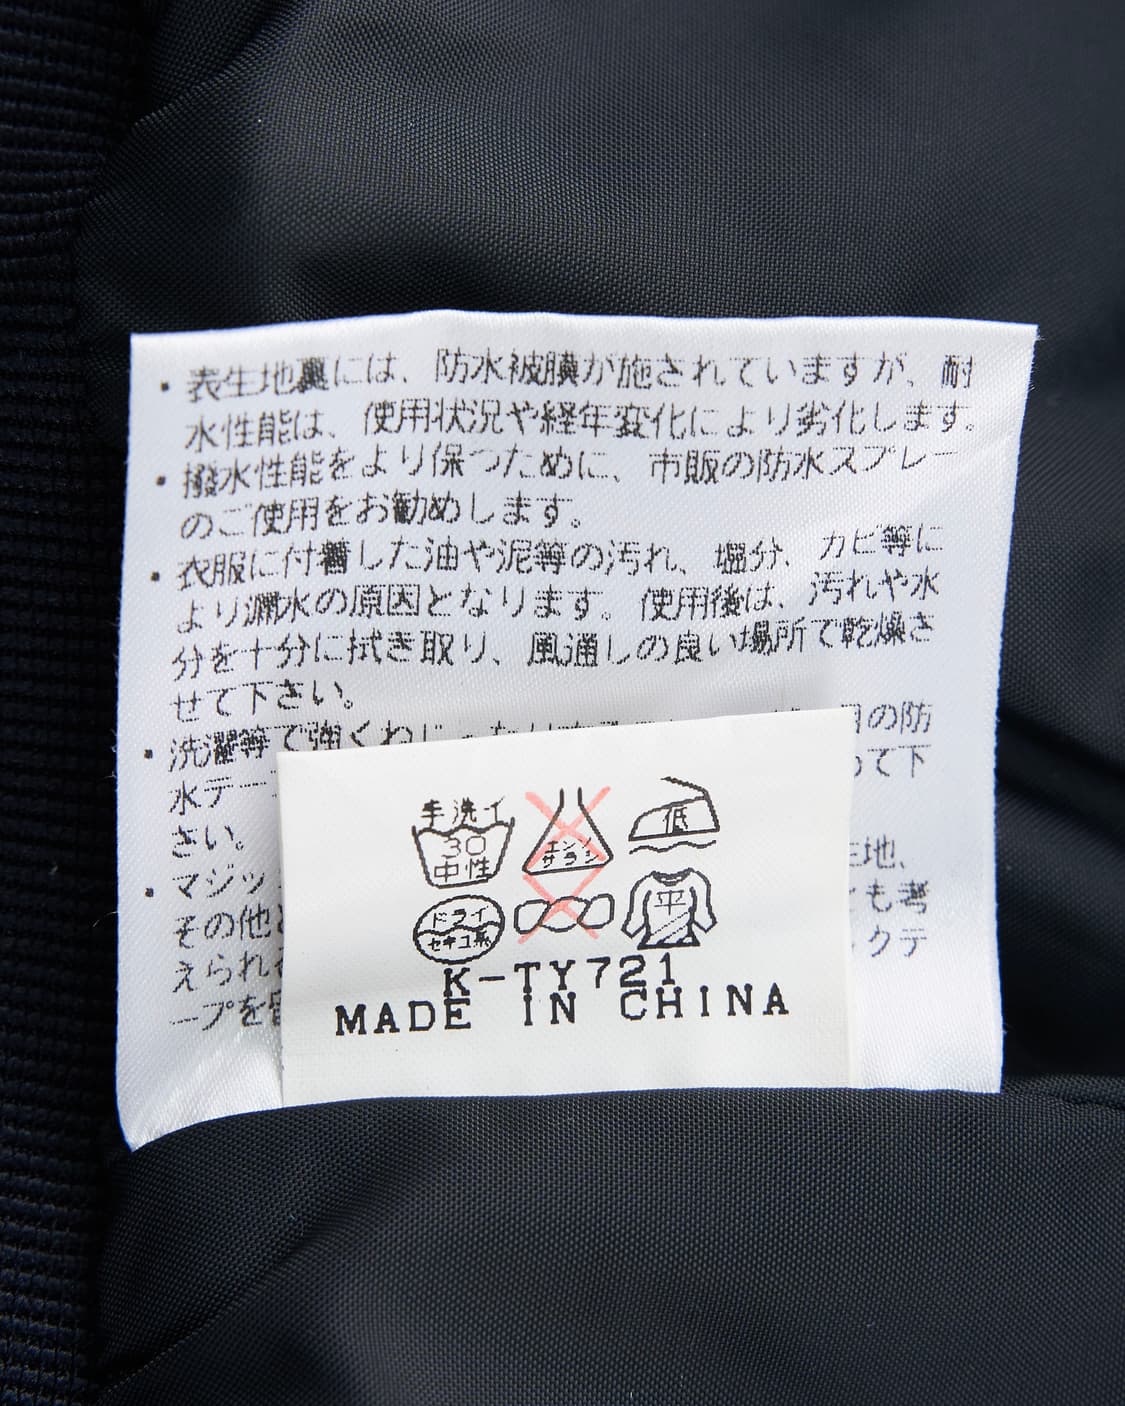 ・表生地裏には、防水被膜が施されていますが、耐
水性能は、使用状況や経年変化により劣化します。
・撥水性能をより保つために、市販の防水スプレー
のご使用をお勧めします。
・衣服に付着した油や泥等の汚れ、塩分、カビ等に
より漏水の原因となります。使用後は、汚れや水
分を十分に拭き取り、風通しの良い場所で乾燥さ
せて下さい。
・洗濯等で強くねじ
の防
水テー
て下
さい。
・マジッ
生地、
その他
も考
えられ
クテ
ープを
手洗イ
30
中性
エンソ
サラシ
低
ドライ
セキユ系
平
K-TY721
MADE IN CHINA